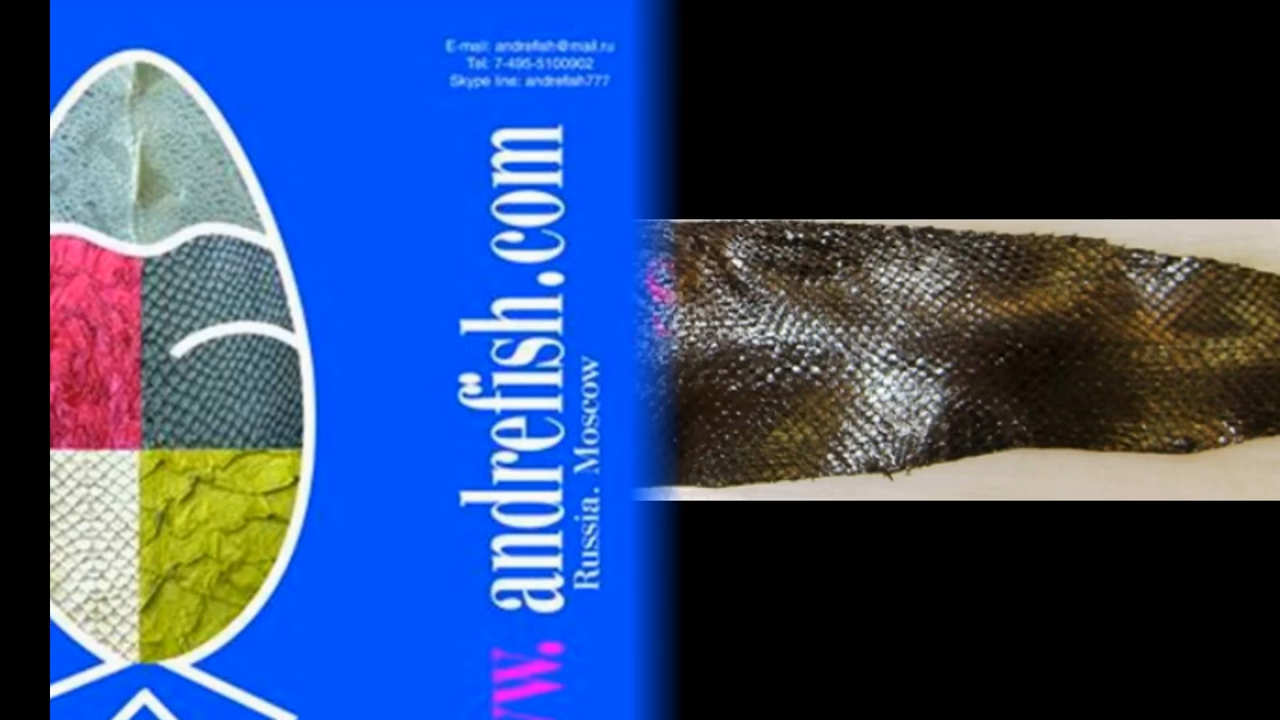 E-mail: andrefish@mail.ru
Tel: 7-495-5100902
Skype line: andrefish777
w. andrefish.com
Russia. Moscow